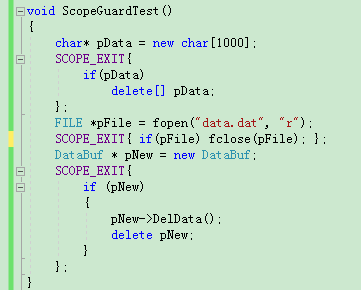 void ScopeGuardTest()
{
    char* pData = new char[1000];
    SCOPE_EXIT{
        if(pData)
            delete[] pData;
    };
    FILE *pFile = fopen("data.dat", "r");
    SCOPE_EXIT{ if(pFile) fclose(pFile); };
    DataBuf * pNew = new DataBuf;
    SCOPE_EXIT{
        if (pNew)
        {
            pNew->DelData();
            delete pNew;
        }
    };
}